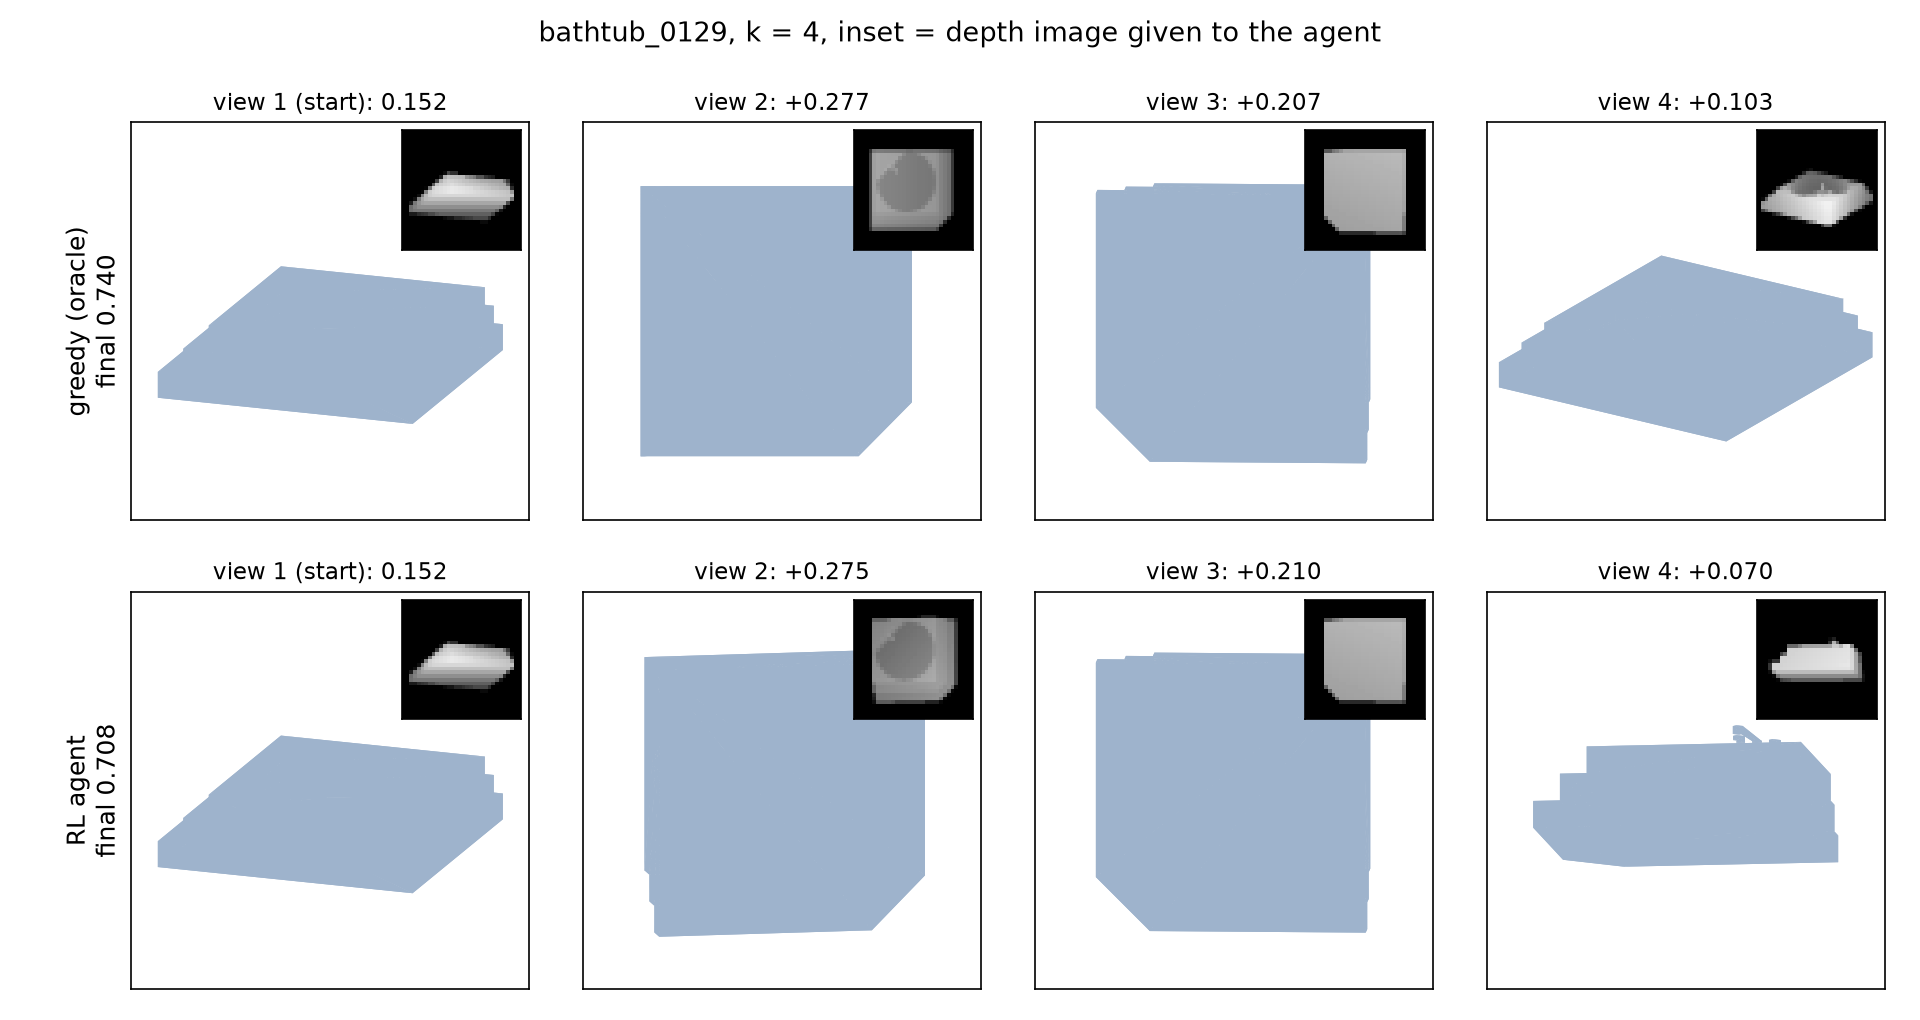 bathtub_0129, k = 4, inset = depth image given to the agent
view 1 (start): 0.152
view 2: +0.277
view 3: +0.207
view 4: +0.103
greedy (oracle)
final 0.740
view 1 (start): 0.152
view 2: +0.275
view 3: +0.210
view 4: +0.070
RL agent
final 0.708